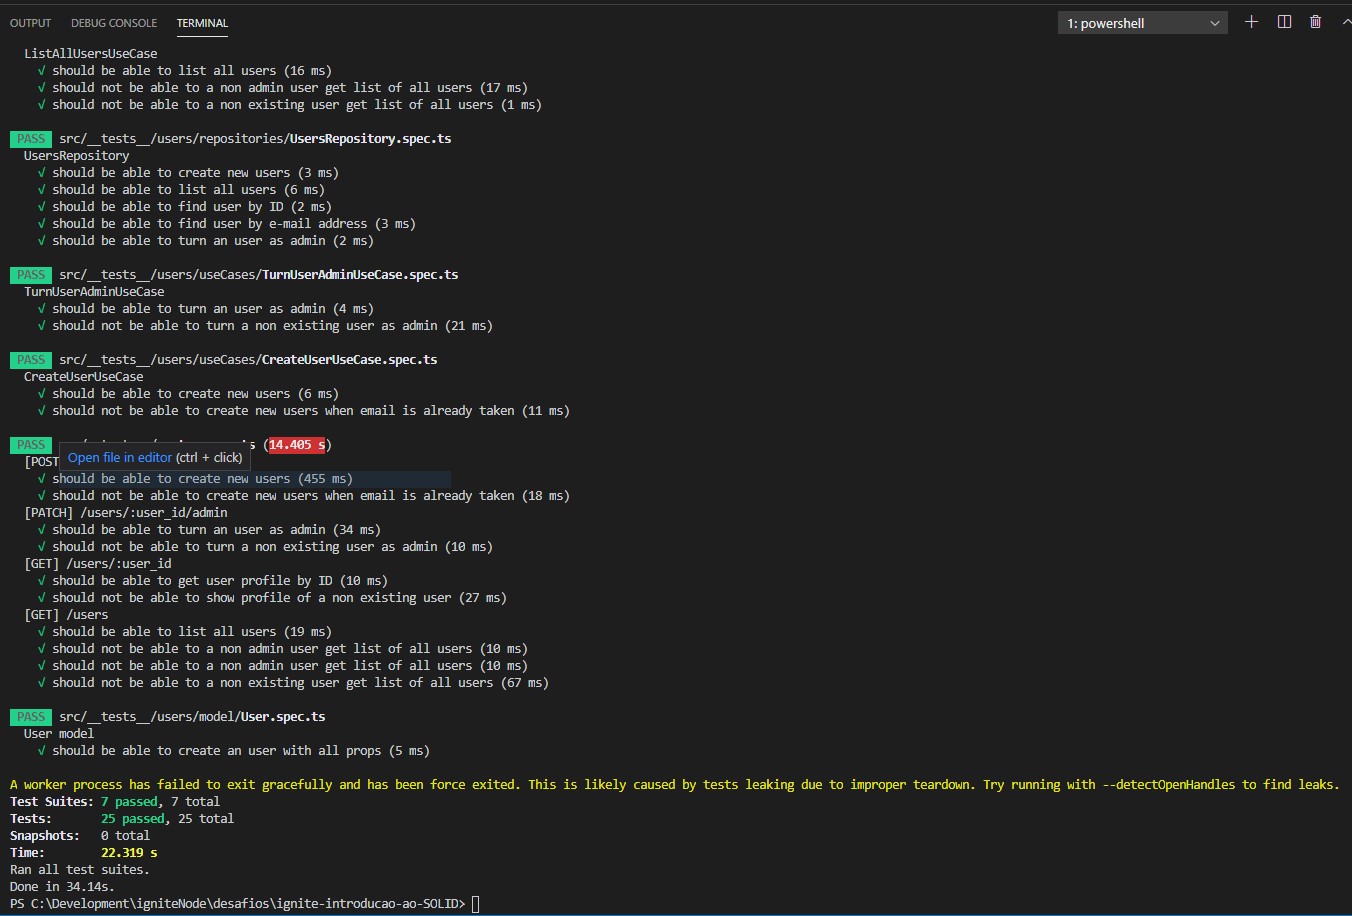 OUTPUT DEBUG CONSOLE TERMINAL 1: powershell
ListAllUsersUseCase
√ should be able to list all users (16 ms)
√ should not be able to a non admin user get list of all users (17 ms)
√ should not be able to a non existing user get list of all users (1 ms)
PASS src/__tests__/users/repositories/UsersRepository.spec.ts
UsersRepository
√ should be able to create new users (3 ms)
√ should be able to list all users (6 ms)
√ should be able to find user by ID (2 ms)
√ should be able to find user by e-mail address (3 ms)
√ should be able to turn an user as admin (2 ms)
PASS src/__tests__/users/useCases/TurnUserAdminUseCase.spec.ts
TurnUserAdminUseCase
√ should be able to turn an user as admin (4 ms)
√ should not be able to turn a non existing user as admin (21 ms)
PASS src/__tests__/users/useCases/CreateUserUseCase.spec.ts
CreateUserUseCase
√ should be able to create new users (6 ms)
√ should not be able to create new users when email is already taken (11 ms)
PASS (14.405 s)
Open file in editor (ctrl + click)
[POST
√ should be able to create new users (455 ms)
√ should not be able to create new users when email is already taken (18 ms)
[PATCH] /users/:user_id/admin
√ should be able to turn an user as admin (34 ms)
√ should not be able to turn a non existing user as admin (10 ms)
[GET] /users/:user_id
√ should be able to get user profile by ID (10 ms)
√ should not be able to show profile of a non existing user (27 ms)
[GET] /users
√ should be able to list all users (19 ms)
√ should not be able to a non admin user get list of all users (10 ms)
√ should not be able to a non admin user get list of all users (10 ms)
√ should not be able to a non existing user get list of all users (67 ms)
PASS src/__tests__/users/model/User.spec.ts
User model
√ should be able to create an user with all props (5 ms)
A worker process has failed to exit gracefully and has been force exited. This is likely caused by tests leaking due to improper teardown. Try running with --detectOpenHandles to find leaks.
Test Suites: 7 passed, 7 total
Tests: 25 passed, 25 total
Snapshots: 0 total
Time: 22.319 s
Ran all test suites.
Done in 34.14s.
PS C:\Development\igniteNode\desafios\ignite-introducao-ao-SOLID>